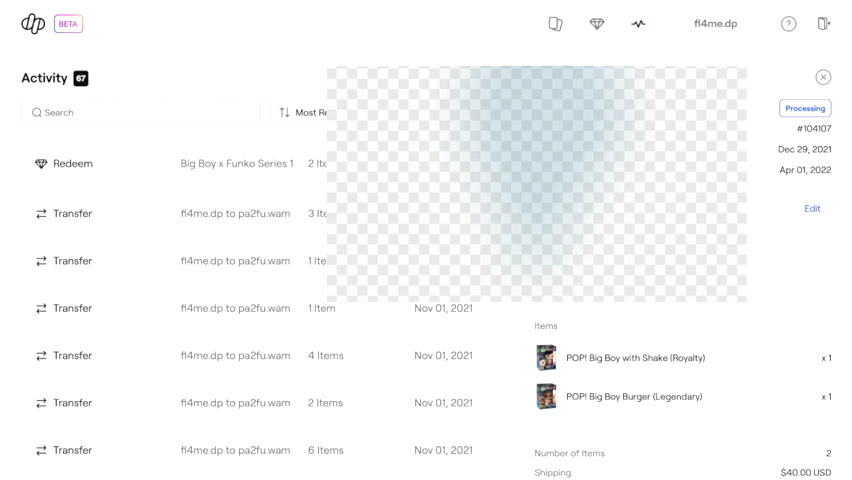 BETA
fl4me.dp
?
Activity 67
Search
Most Re
Processing
#104107
Dec 29, 2021
Apr 01, 2022
Edit
Redeem Big Boy x Funko Series 1 2 Ite
Transfer fl4me.dp to pa2fu.wam 3 Ite
Transfer fl4me.dp to pa2fu.wam 1 Ite
Transfer fl4me.dp to pa2fu.wam 1 Item Nov 01, 2021
Transfer fl4me.dp to pa2fu.wam 4 Items Nov 01, 2021
Transfer fl4me.dp to pa2fu.wam 2 Items Nov 01, 2021
Transfer fl4me.dp to pa2fu.wam 6 Items Nov 01, 2021
Items
POP! Big Boy with Shake (Royalty) x 1
POP! Big Boy Burger (Legendary) x 1
Number of Items 2
Shipping $40.00 USD